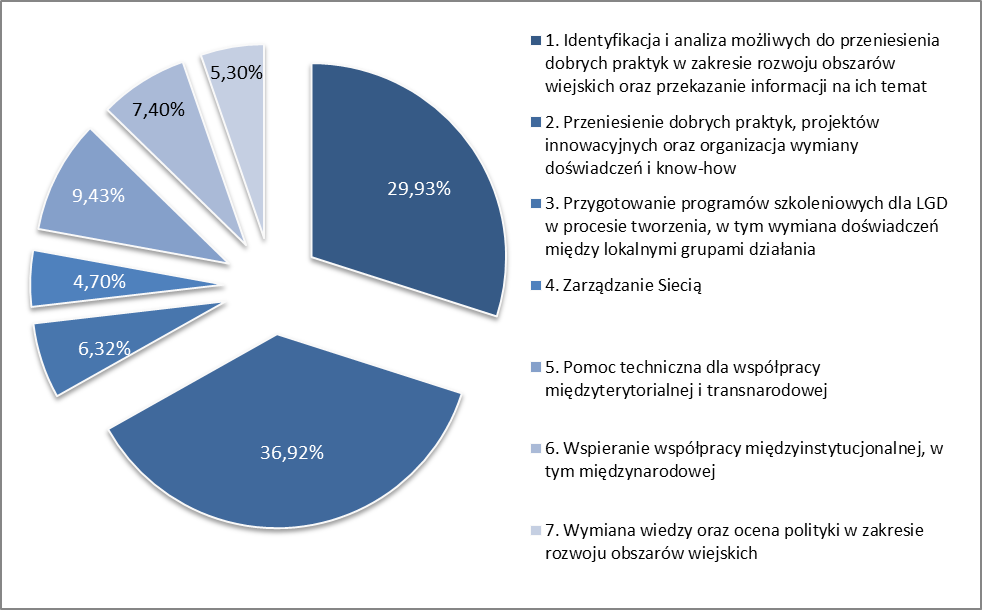 5,30%
7,40%
29,93%
9,43%
4,70%
6,32%
36,92%
1. Identyfikacja i analiza możliwych do przeniesienia
dobrych praktyk w zakresie rozwoju obszarów
wiejskich oraz przekazanie informacji na ich temat
2. Przeniesienie dobrych praktyk, projektów
innowacyjnych oraz organizacja wymiany
doświadczeń i know-how
3. Przygotowanie programów szkoleniowych dla LGD
w procesie tworzenia, w tym wymiana doświadczeń
między lokalnymi grupami działania
4. Zarządzanie Siecią
5. Pomoc techniczna dla współpracy
międzyterytorialnej i transnarodowej
6. Wspieranie współpracy międzyinstytucjonalnej, w
tym międzynarodowej
7. Wymiana wiedzy oraz ocena polityki w zakresie
rozwoju obszarów wiejskich